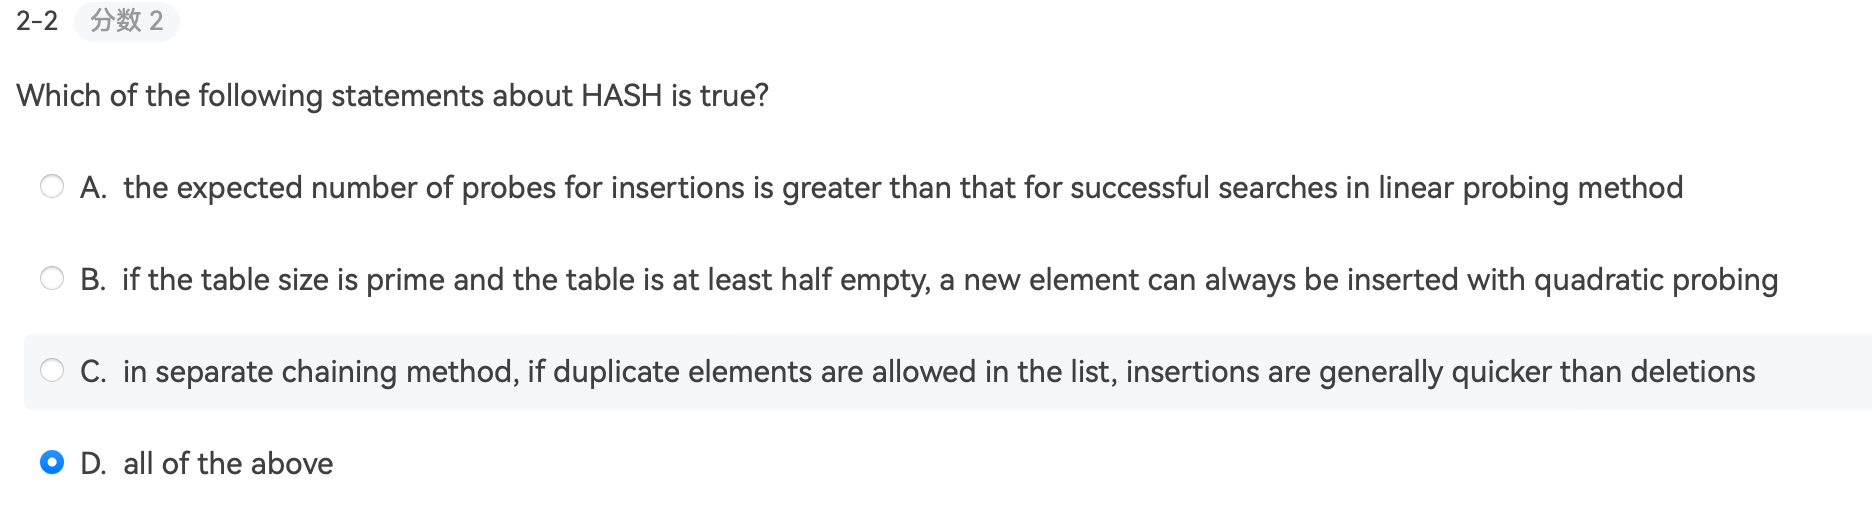 2-2 分数 2
Which of the following statements about HASH is true?
A. the expected number of probes for insertions is greater than that for successful searches in linear probing method
B. if the table size is prime and the table is at least half empty, a new element can always be inserted with quadratic probing
C. in separate chaining method, if duplicate elements are allowed in the list, insertions are generally quicker than deletions
D. all of the above